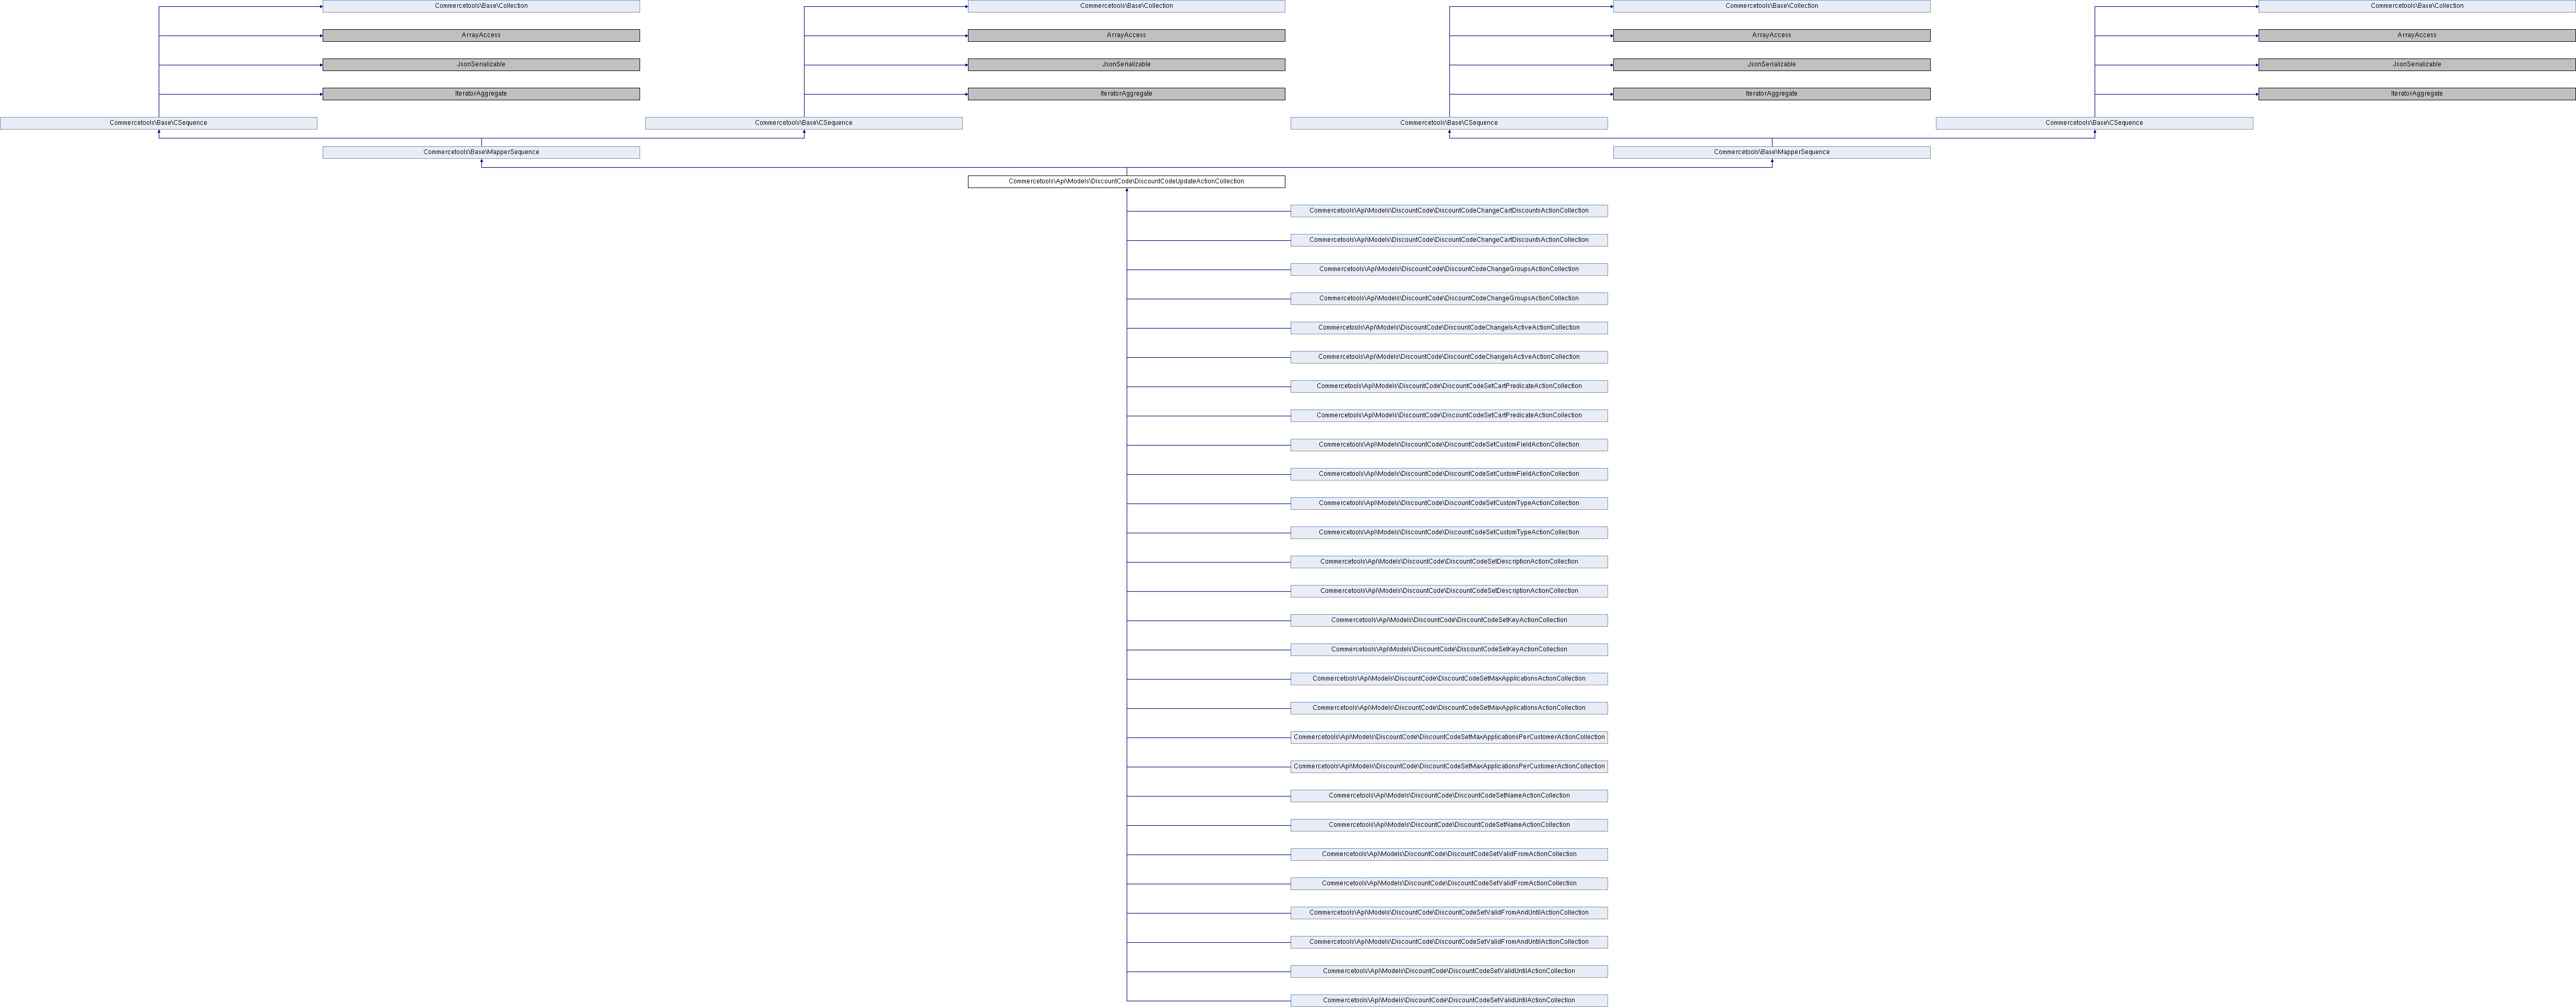 Commercetools\Base\Collection Commercetools\Base\Collection Commercetools\Base\Collection Commercetools\Base\Collection
ArrayAccess ArrayAccess ArrayAccess ArrayAccess
JsonSerializable JsonSerializable JsonSerializable JsonSerializable
IteratorAggregate IteratorAggregate IteratorAggregate IteratorAggregate
Commercetools\Base\CSequence Commercetools\Base\CSequence Commercetools\Base\CSequence Commercetools\Base\CSequence
Commercetools\Base\MapperSequence Commercetools\Base\MapperSequence
Commercetools\Api\Models\DiscountCode\DiscountCodeUpdateActionCollection
Commercetools\Api\Models\DiscountCode\DiscountCodeChangeCartDiscountsActionCollection
Commercetools\Api\Models\DiscountCode\DiscountCodeChangeCartDiscountsActionCollection
Commercetools\Api\Models\DiscountCode\DiscountCodeChangeGroupsActionCollection
Commercetools\Api\Models\DiscountCode\DiscountCodeChangeGroupsActionCollection
Commercetools\Api\Models\DiscountCode\DiscountCodeChangeIsActiveActionCollection
Commercetools\Api\Models\DiscountCode\DiscountCodeChangeIsActiveActionCollection
Commercetools\Api\Models\DiscountCode\DiscountCodeSetCartPredicateActionCollection
Commercetools\Api\Models\DiscountCode\DiscountCodeSetCartPredicateActionCollection
Commercetools\Api\Models\DiscountCode\DiscountCodeSetCustomFieldActionCollection
Commercetools\Api\Models\DiscountCode\DiscountCodeSetCustomFieldActionCollection
Commercetools\Api\Models\DiscountCode\DiscountCodeSetCustomTypeActionCollection
Commercetools\Api\Models\DiscountCode\DiscountCodeSetCustomTypeActionCollection
Commercetools\Api\Models\DiscountCode\DiscountCodeSetDescriptionActionCollection
Commercetools\Api\Models\DiscountCode\DiscountCodeSetDescriptionActionCollection
Commercetools\Api\Models\DiscountCode\DiscountCodeSetKeyActionCollection
Commercetools\Api\Models\DiscountCode\DiscountCodeSetKeyActionCollection
Commercetools\Api\Models\DiscountCode\DiscountCodeSetMaxApplicationsActionCollection
Commercetools\Api\Models\DiscountCode\DiscountCodeSetMaxApplicationsActionCollection
Commercetools\Api\Models\DiscountCode\DiscountCodeSetMaxApplicationsPerCustomerActionCollection
Commercetools\Api\Models\DiscountCode\DiscountCodeSetMaxApplicationsPerCustomerActionCollection
Commercetools\Api\Models\DiscountCode\DiscountCodeSetNameActionCollection
Commercetools\Api\Models\DiscountCode\DiscountCodeSetNameActionCollection
Commercetools\Api\Models\DiscountCode\DiscountCodeSetValidFromActionCollection
Commercetools\Api\Models\DiscountCode\DiscountCodeSetValidFromActionCollection
Commercetools\Api\Models\DiscountCode\DiscountCodeSetValidFromAndUntilActionCollection
Commercetools\Api\Models\DiscountCode\DiscountCodeSetValidFromAndUntilActionCollection
Commercetools\Api\Models\DiscountCode\DiscountCodeSetValidUntilActionCollection
Commercetools\Api\Models\DiscountCode\DiscountCodeSetValidUntilActionCollection